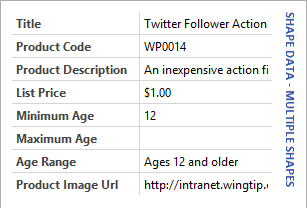 Title Twitter Follower Action
Product Code WP0014
Product Description An inexpensive action fi
List Price $1.00
Minimum Age 12
Maximum Age
Age Range Ages 12 and older
Product Image Url http://intranet.wingtip.
SHAPE DATA - MULTIPLE SHAPES